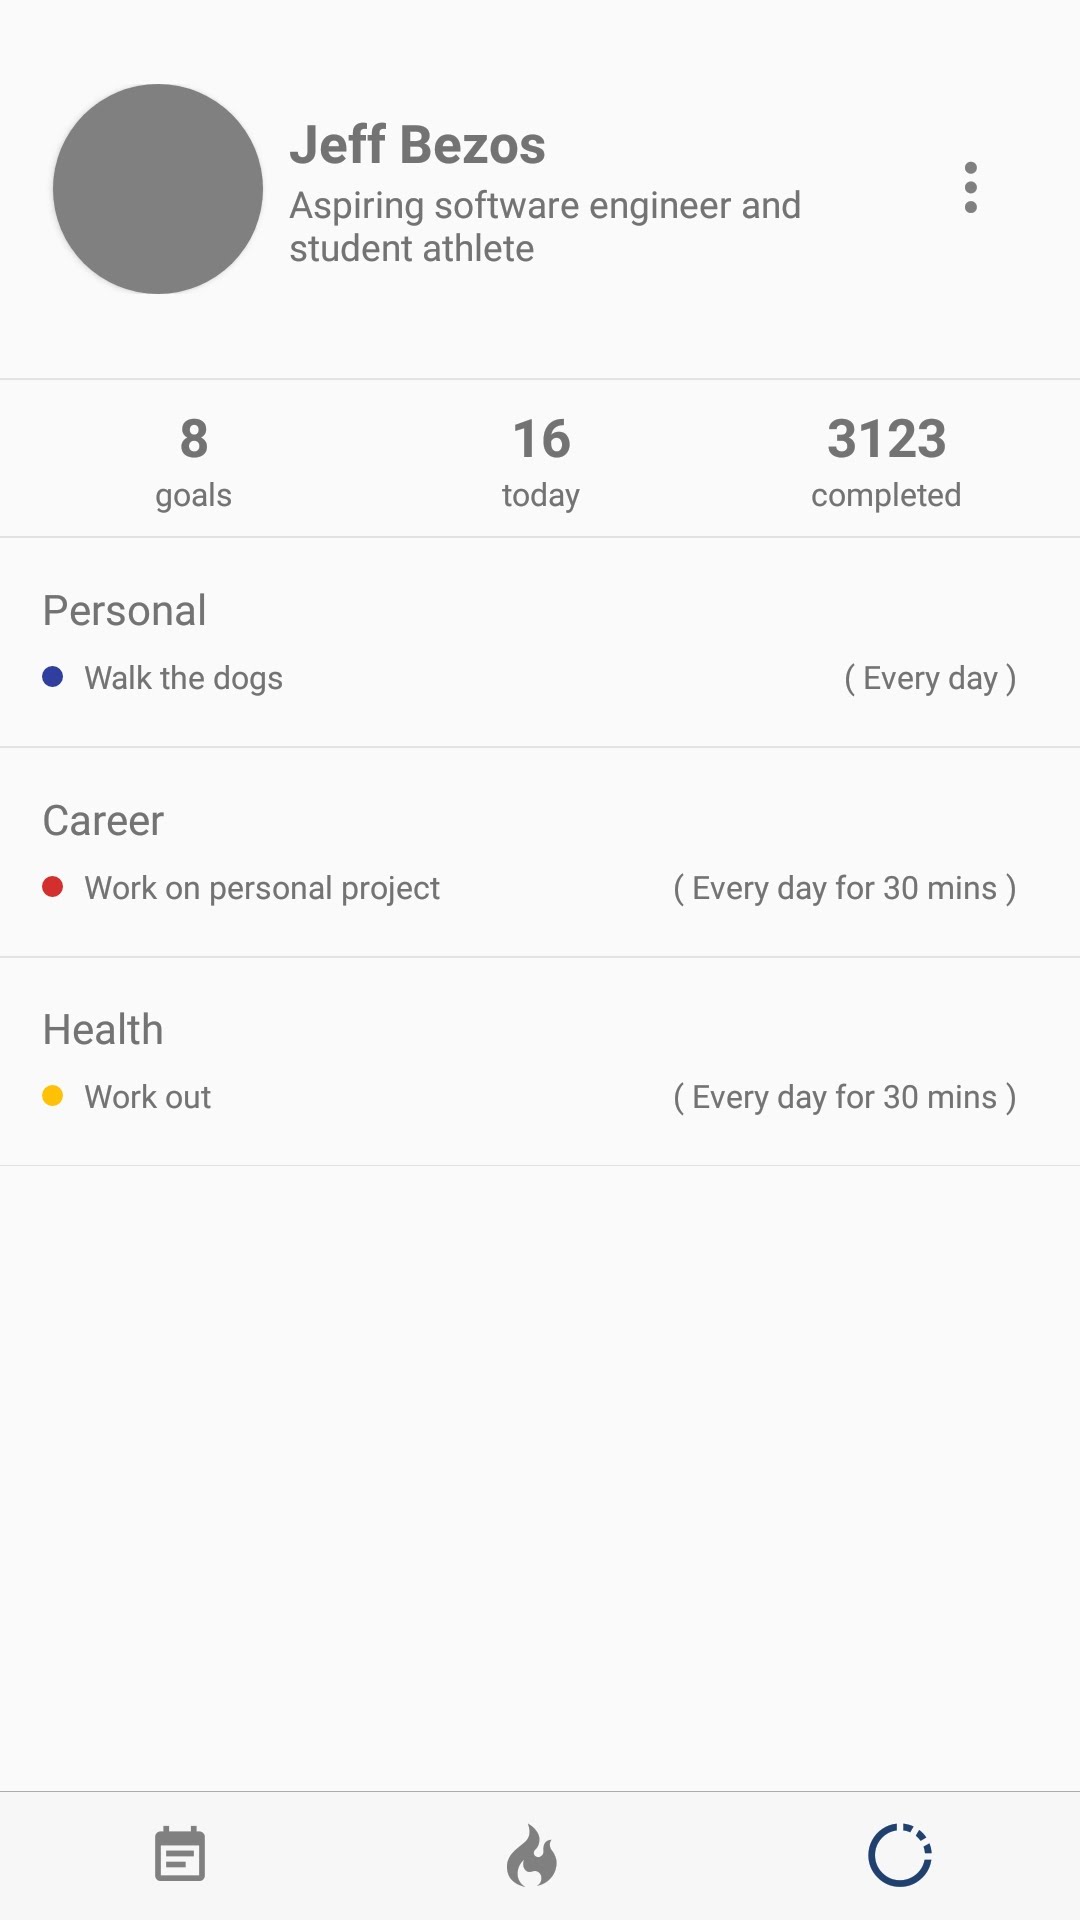 Jeff Bezos
Aspiring software engineer and
student athlete
8 16 3123
goals today completed
Personal
Walk the dogs ( Every day )
Career
Work on personal project ( Every day for 30 mins )
Health
Work out ( Every day for 30 mins )